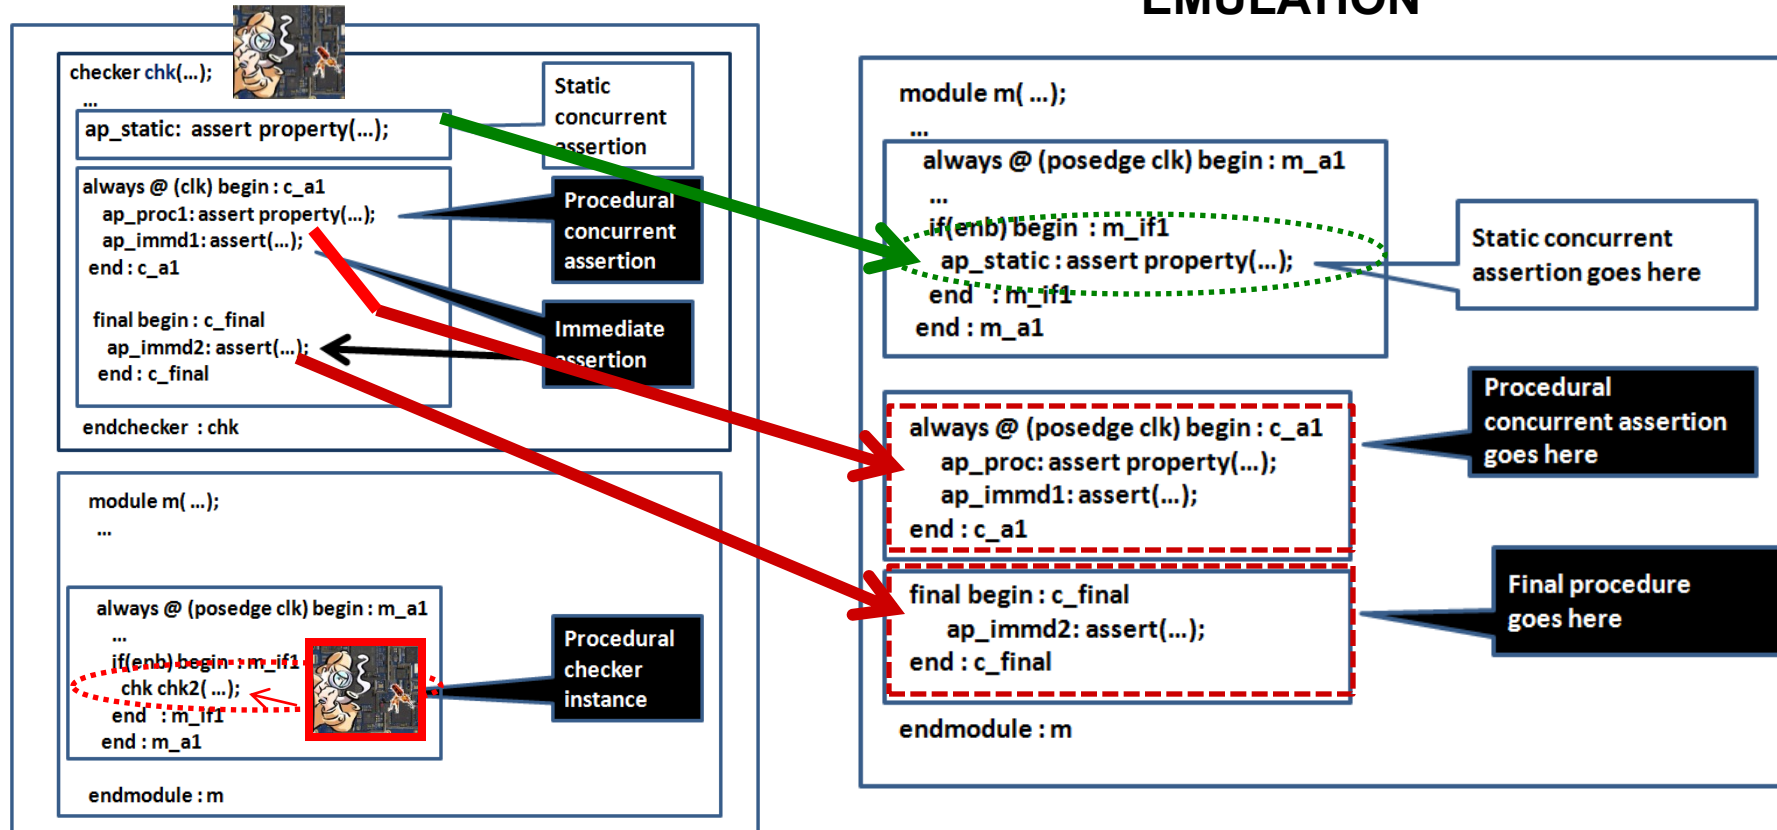 EMULATION
checker chk(...);
...
ap_static: assert property(...);
Static
concurrent
assertion
always @ (clk) begin : c_a1
ap_proc1: assert property(...);
ap_immd1: assert(...);
end : c_a1
Procedural
concurrent
assertion
final begin : c_final
ap_immd2: assert(...);
end : c_final
Immediate
assertion
endchecker : chk
module m( ...);
...
always @ (posedge clk) begin : m_a1
...
if(enb) begin : m_if1
chk chk2( ...);
end : m_if1
end : m_a1
Procedural
checker
instance
endmodule : m
module m( ...);
...
always @ (posedge clk) begin : m_a1
...
if(enb) begin : m_if1
ap_static : assert property(...);
end : m_if1
end : m_a1
Static concurrent
assertion goes here
always @ (posedge clk) begin : c_a1
ap_proc: assert property(...);
ap_immd1: assert(...);
end : c_a1
Procedural
concurrent assertion
goes here
final begin : c_final
ap_immd2: assert(...);
end : c_final
Final procedure
goes here
endmodule : m